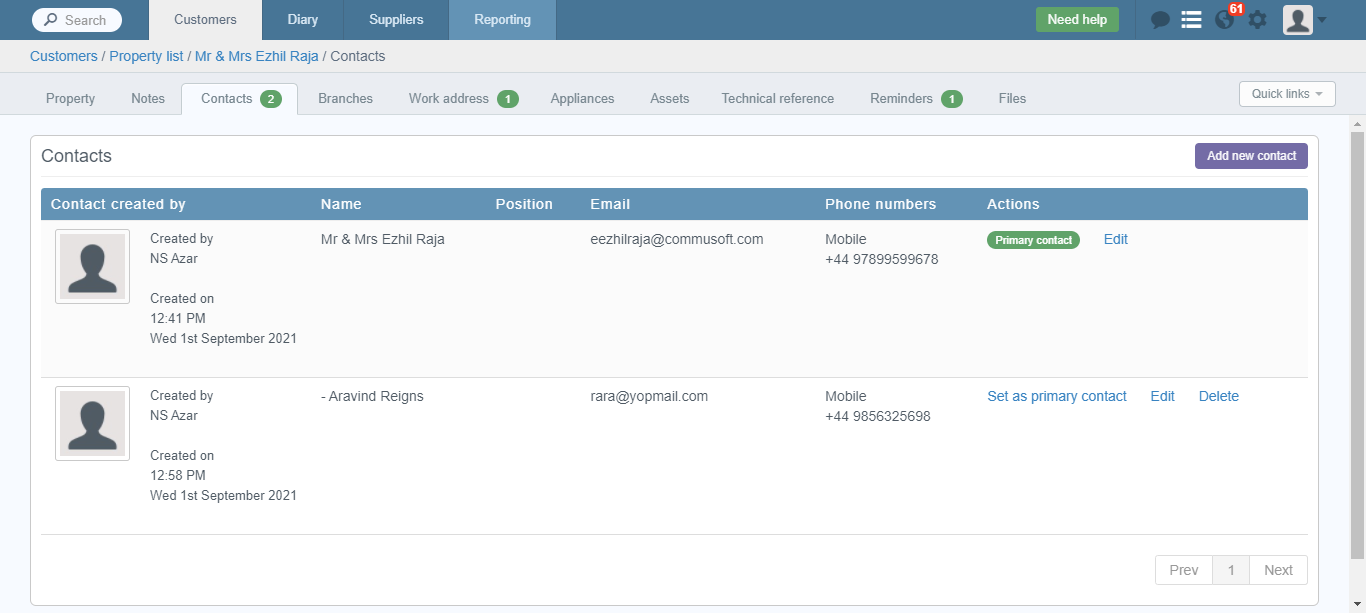 Search
Customers
Diary
Suppliers
Reporting
Need help
61
Customers / Property list / Mr & Mrs Ezhil Raja / Contacts
Property
Notes
Contacts 2
Branches
Work address 1
Appliances
Assets
Technical reference
Reminders 1
Files
Quick links
Contacts
Add new contact
Contact created by Name Position Email Phone numbers Actions
Created by
NS Azar
Created on
12:41 PM
Wed 1st September 2021
Mr & Mrs Ezhil Raja
eezhilraja@commusoft.com
Mobile
+44 97899599678
Primary contact
Edit
Created by
NS Azar
Created on
12:58 PM
Wed 1st September 2021
- Aravind Reigns
rara@yopmail.com
Mobile
+44 9856325698
Set as primary contact
Edit
Delete
Prev 1 Next